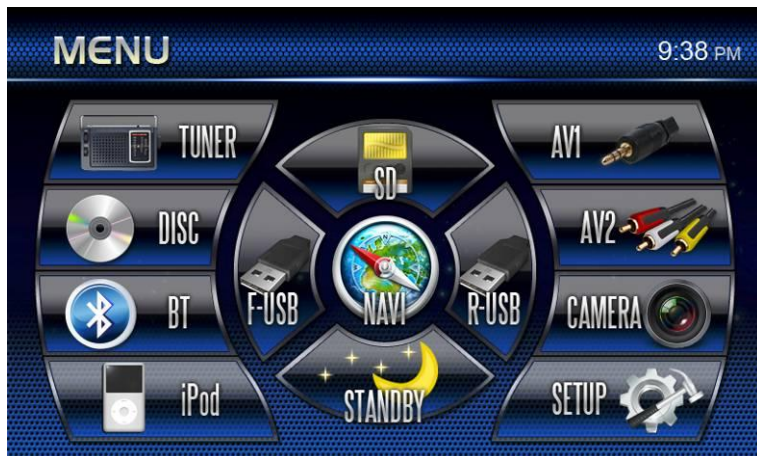 MENU
9:38 PM
TUNER
SD
AV1
DISC
AV2
F-USB
NAVI
R-USB
BT
CAMERA
iPod
STANDBY
SETUP